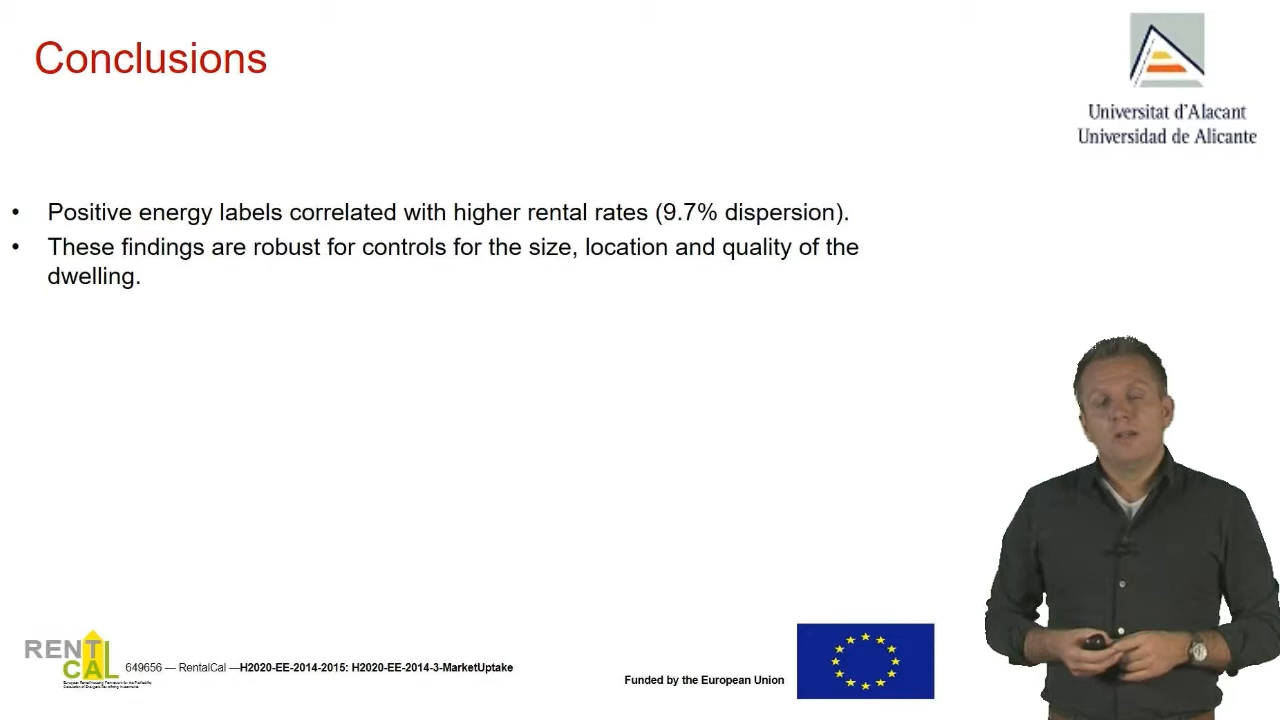 Conclusions
Universitat d'Alacant
Universidad de Alicante
• Positive energy labels correlated with higher rental rates (9.7% dispersion).
• These findings are robust for controls for the size, location and quality of the
dwelling.
RENT
CAL
649656 — RentalCal —H2020-EE-2014-2015: H2020-EE-2014-3-MarketUptake
Funded by the European Union